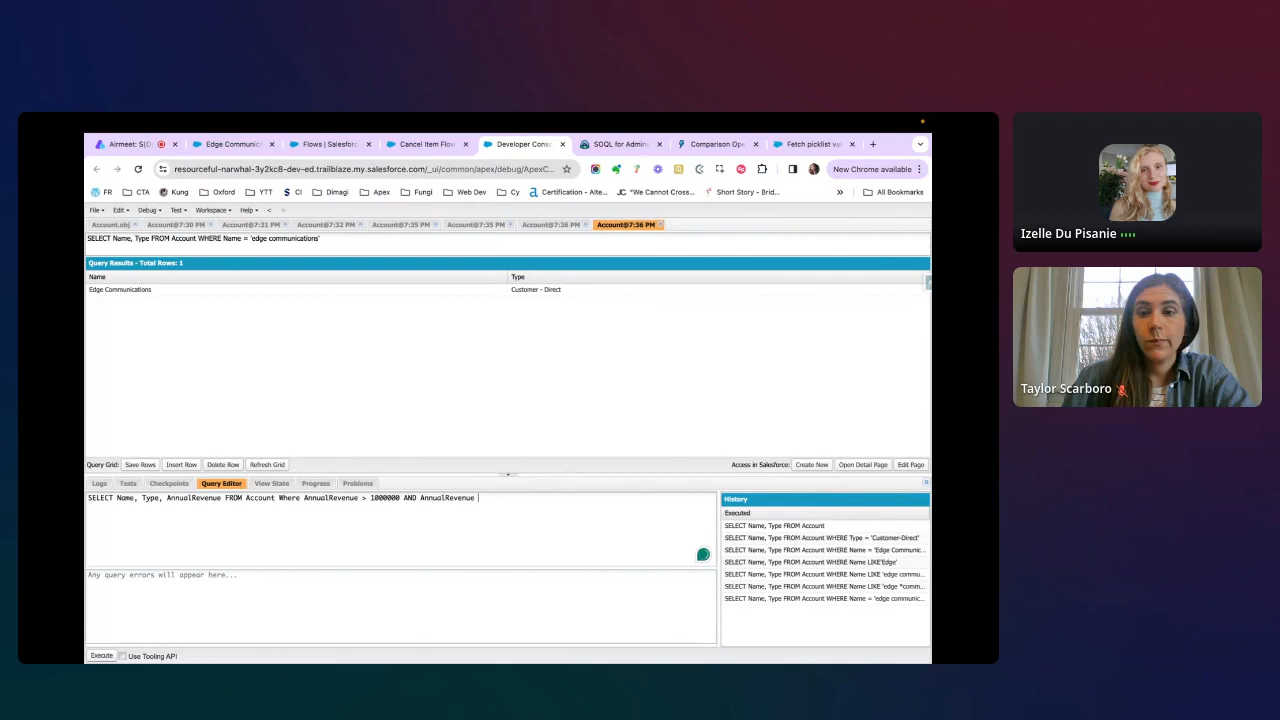 Airmeet: S(O
Edge Communic
Flows | Salesforc
Cancel Item Flow
Developer Conso
SOQL for Admin
Comparison Ope
Fetch picklist va
resourceful-narwhal-3y2kc8-dev-ed.trailblaze.my.salesforce.com/_ui/common/apex/debug/ApexC...
New Chrome available
FR
CTA
Kung
Oxford
YTT
CI
Dimagi
Apex
Fungi
Web Dev
Cy
Certification - Alte...
"We Cannot Cross...
Short Story - Brid...
All Bookmarks
File
Edit
Debug
Test
Workspace
Help
< >
Account.obj
Account@7:30 PM
Account@7:31 PM
Account@7:32 PM
Account@7:35 PM
Account@7:35 PM
Account@7:36 PM
Account@7:36 PM
SELECT Name, Type FROM Account WHERE Name = 'edge communications'
Query Results - Total Rows: 1
Name Type
Edge Communications Customer - Direct
Query Grid: Save Rows Insert Row Delete Row Refresh Grid
Access in Salesforce: Create New Open Detail Page Edit Page
Logs Tests Checkpoints Query Editor View State Progress Problems
SELECT Name, Type, AnnualRevenue FROM Account Where AnnualRevenue > 1000000 AND AnnualRevenue
Any query errors will appear here...
Execute Use Tooling API
History
Executed
SELECT Name, Type FROM Account
SELECT Name, Type FROM Account WHERE Type = 'Customer-Direct'
SELECT Name, Type FROM Account WHERE Name = 'Edge Communic...
SELECT Name, Type FROM Account WHERE Name LIKE'Edge'
SELECT Name, Type FROM Account WHERE Name LIKE 'edge commu...
SELECT Name, Type FROM Account WHERE Name LIKE 'edge *comm...
SELECT Name, Type FROM Account WHERE Name = 'edge communic...
Izelle Du Pisanie
Taylor Scarboro